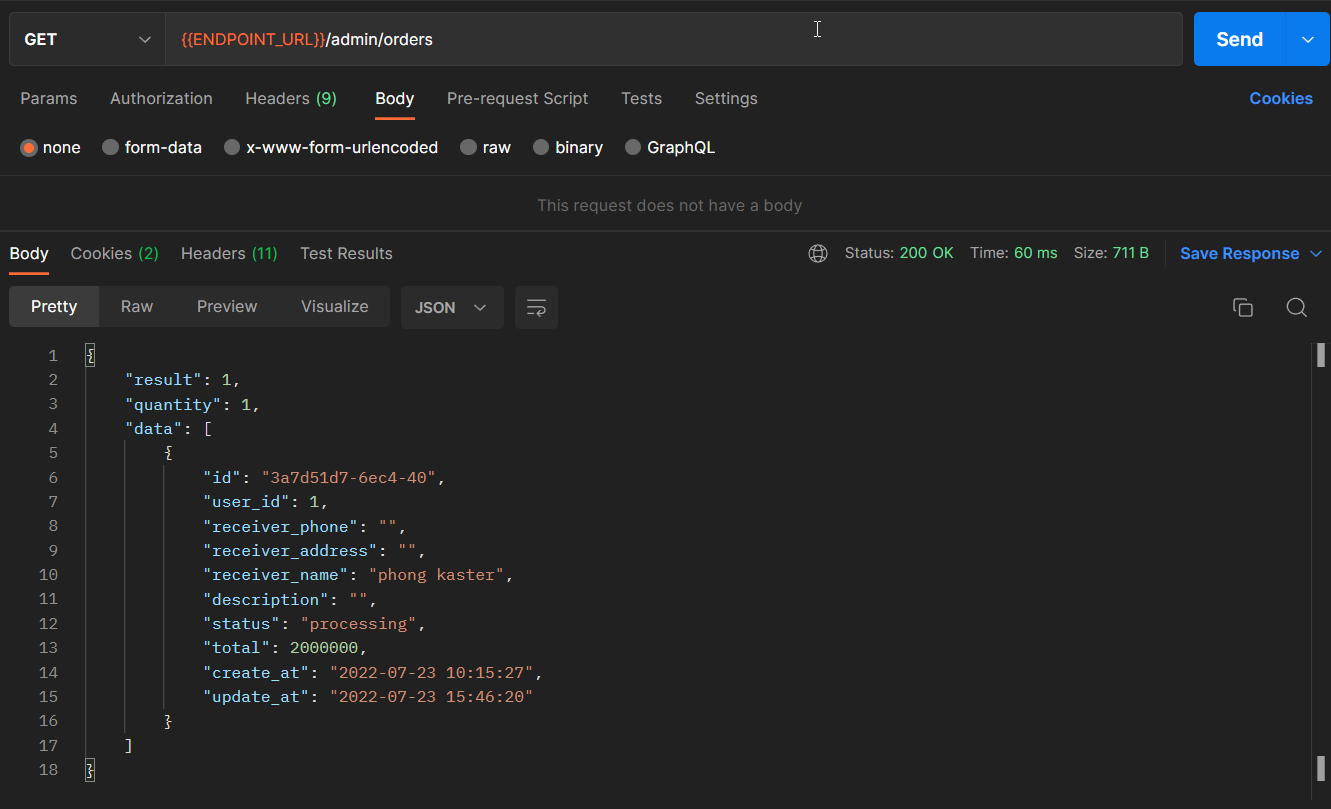 GET {{ENDPOINT_URL}}/admin/orders Send
Params Authorization Headers (9) Body Pre-request Script Tests Settings Cookies
none form-data x-www-form-urlencoded raw binary GraphQL
This request does not have a body
Body Cookies (2) Headers (11) Test Results Status: 200 OK Time: 60 ms Size: 711 B Save Response
Pretty Raw Preview Visualize JSON
1 {
2 "result": 1,
3 "quantity": 1,
4 "data": [
5 {
6 "id": "3a7d51d7-6ec4-40",
7 "user_id": 1,
8 "receiver_phone": "",
9 "receiver_address": "",
10 "receiver_name": "phong kaster",
11 "description": "",
12 "status": "processing",
13 "total": 2000000,
14 "create_at": "2022-07-23 10:15:27",
15 "update_at": "2022-07-23 15:46:20"
16 }
17 ]
18 }